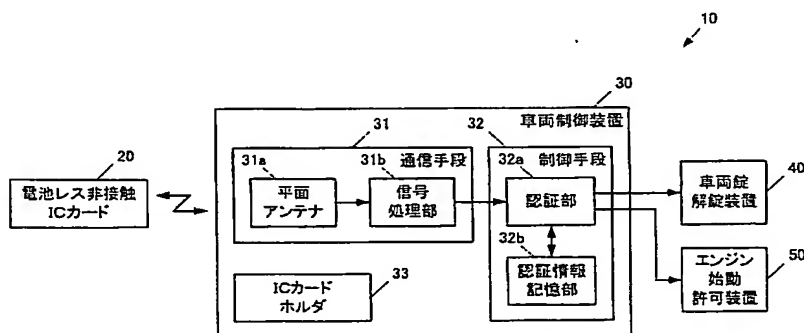 10
30
車両制御装置
31
通信手段
32
制御手段
20
電池レス非接触
ICカード
31a
平面
アンテナ
31b
信号
処理部
32a
認証部
32b
認証情報
記憶部
33
ICカード
ホルダ
40
車両錠
解錠装置
50
エンジン
始動
許可装置